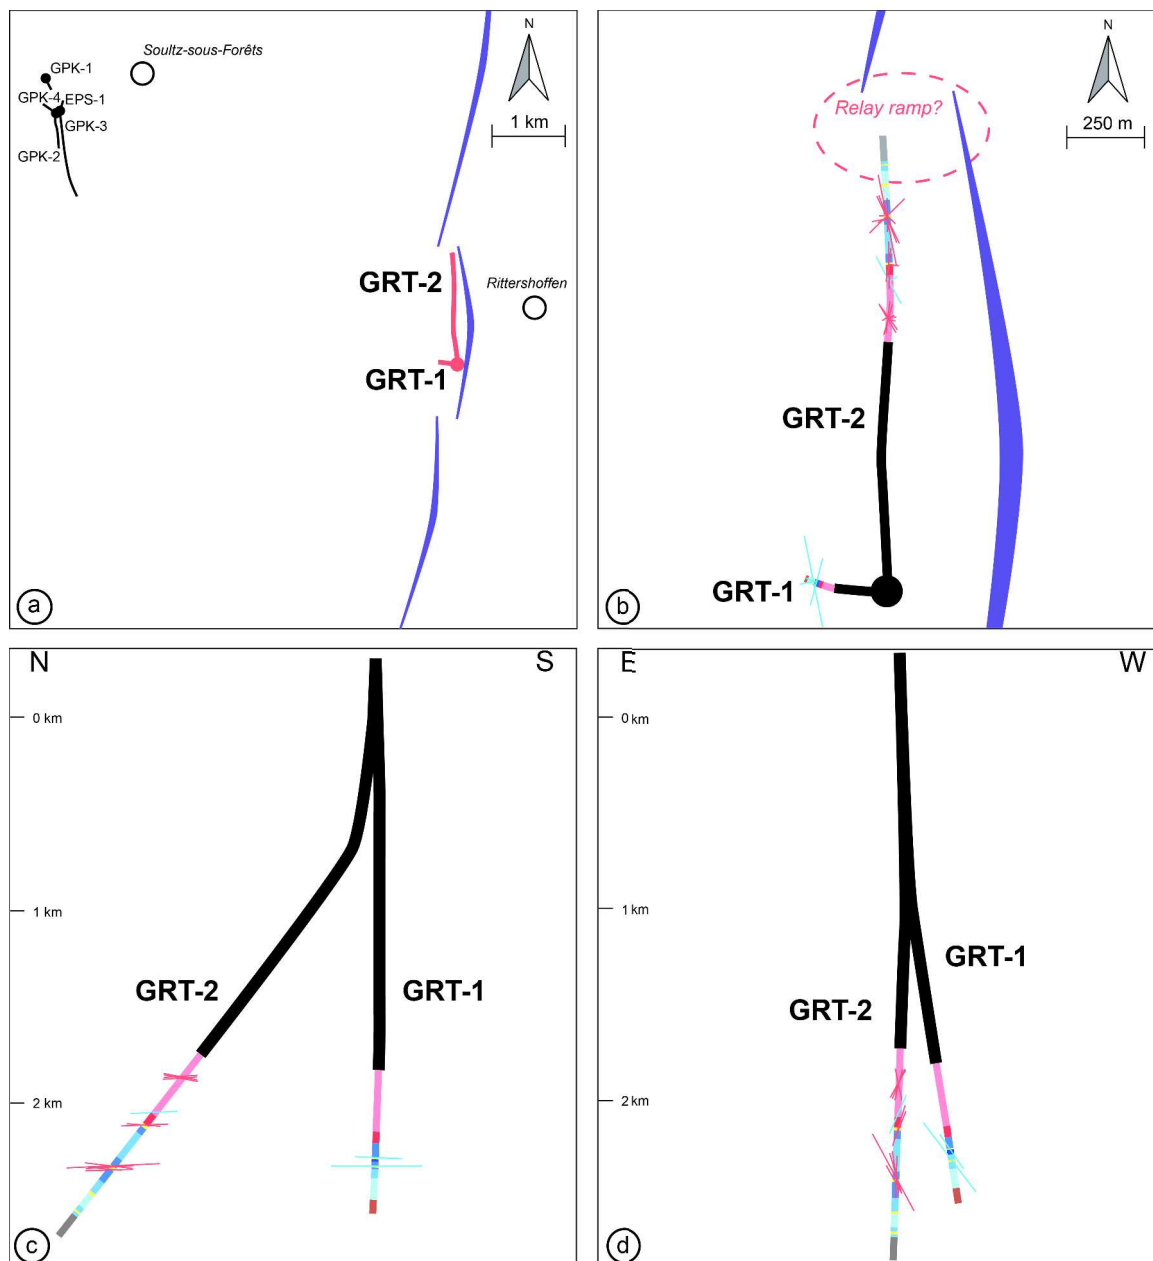 Soultz-sous-Forêts
GPK-1
GPK-4
EPS-1
GPK-3
GPK-2
N
1 km
GRT-2
Rittershoffen
GRT-1
a
N
Relay ramp?
250 m
GRT-2
GRT-1
b
N
S
0 km
1 km
GRT-2
GRT-1
2 km
c
E
W
0 km
1 km
GRT-1
GRT-2
2 km
d